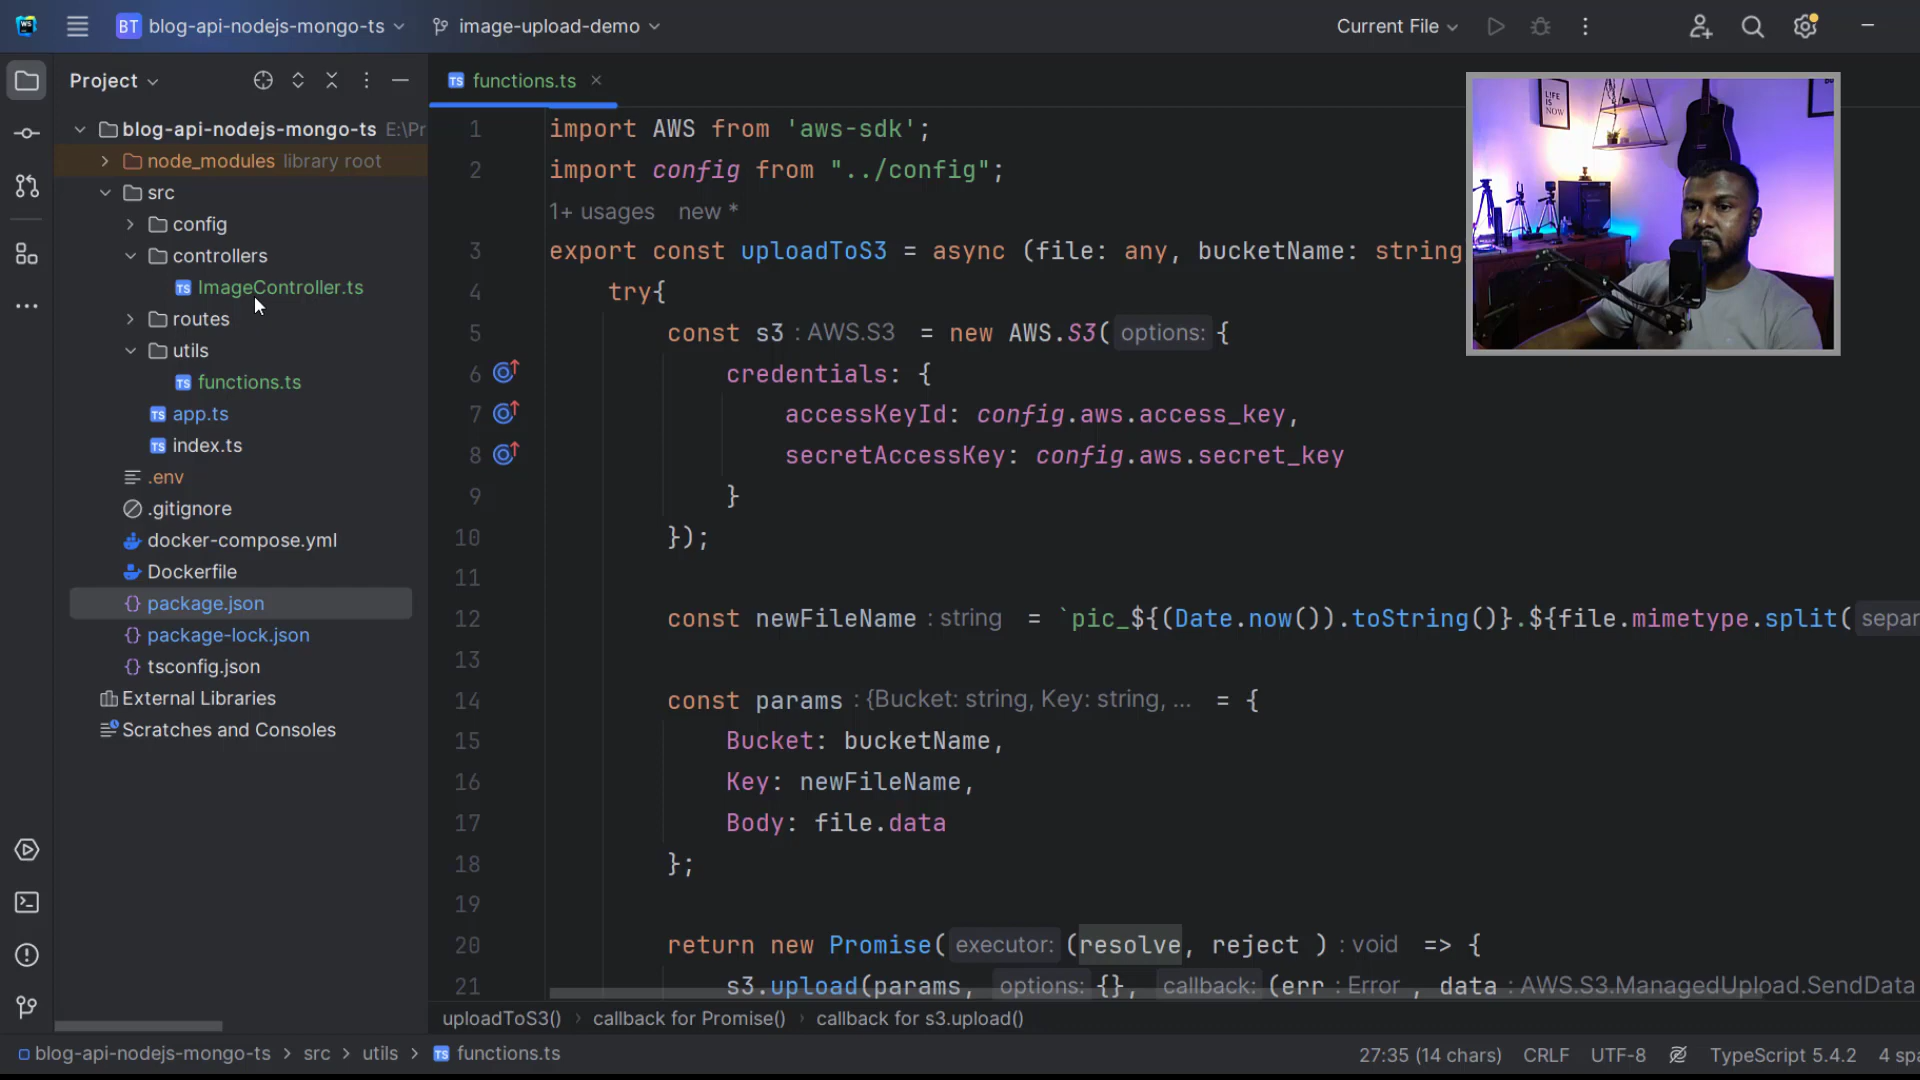 BT blog-api-nodejs-mongo-ts
image-upload-demo
Current File
Project
functions.ts
LIFE IS NOW
blog-api-nodejs-mongo-ts E:\Pr
node_modules library root
src
config
controllers
ImageController.ts
routes
utils
functions.ts
app.ts
index.ts
.env
.gitignore
docker-compose.yml
Dockerfile
package.json
package-lock.json
tsconfig.json
External Libraries
Scratches and Consoles
1 import AWS from 'aws-sdk';
2 import config from "../config";
1+ usages new *
3 export const uploadToS3 = async (file: any, bucketName: string
4 try{
5 const s3 : AWS.S3 = new AWS.S3( options: {
6 credentials: {
7 accessKeyId: config.aws.access_key,
8 secretAccessKey: config.aws.secret_key
9 }
10 });
11
12 const newFileName : string = `pic_${(Date.now()).toString()}.${file.mimetype.split( separ
13
14 const params : {Bucket: string, Key: string, ... = {
15 Bucket: bucketName,
16 Key: newFileName,
17 Body: file.data
18 };
19
20 return new Promise( executor: (resolve, reject ) : void => {
21 s3.upload(params, options: {}, callback: (err : Error , data : AWS.S3.ManagedUpload.SendData
uploadToS3() > callback for Promise() > callback for s3.upload()
blog-api-nodejs-mongo-ts > src > utils > functions.ts
27:35 (14 chars) CRLF UTF-8 TypeScript 5.4.2 4 spa